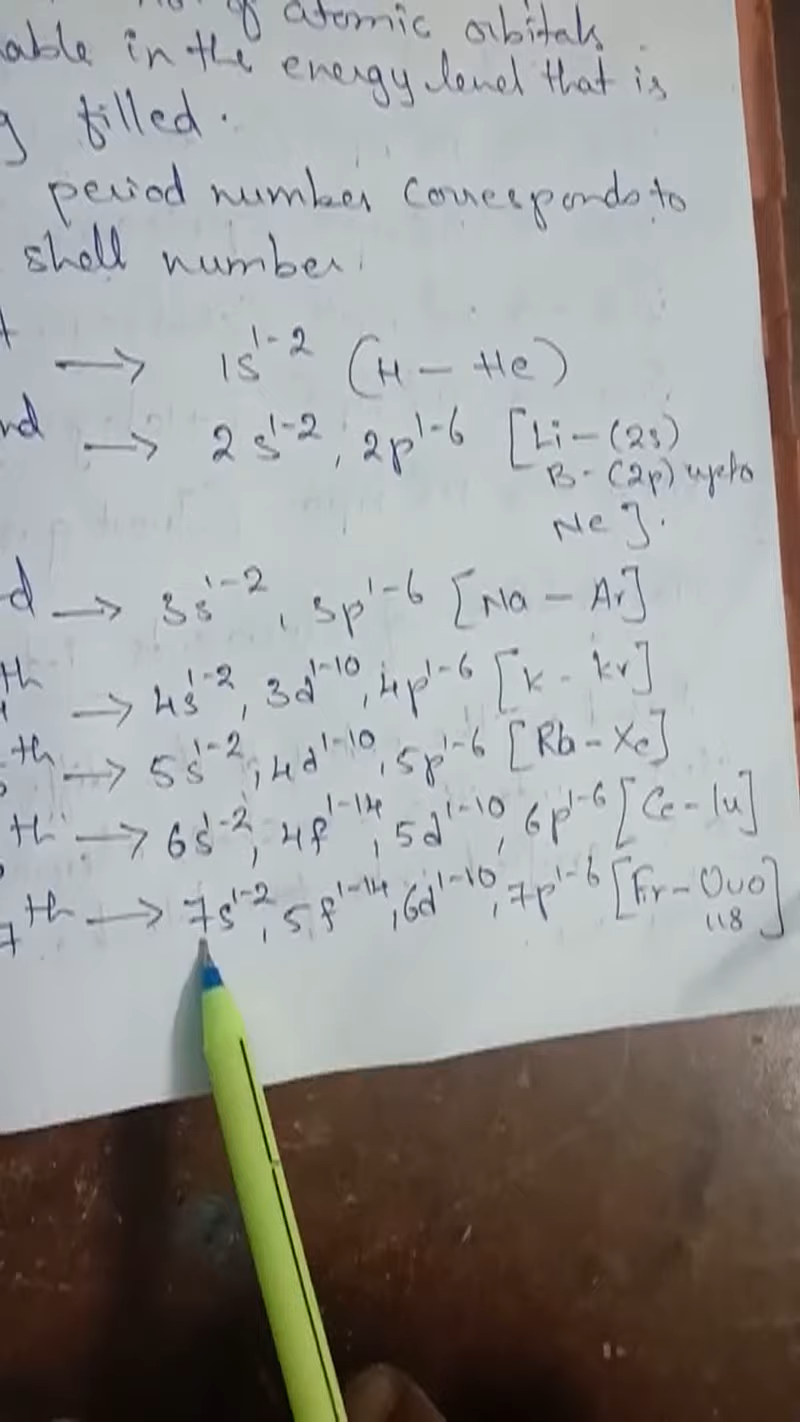 of atomic orbitals
able in the energy level that is
g filled.
period number corresponds to
shell number.
→ 1s¹⁻² (H – He)
nd → 2s¹⁻², 2p¹⁻⁶ [Li – (2s)
B - (2p) upto
Ne].
d → 3s¹⁻², 3p¹⁻⁶ [Na – Ar]
th → 4s¹⁻², 3d¹⁻¹⁰, 4p¹⁻⁶ [K - Kr]
th → 5s¹⁻², 4d¹⁻¹⁰, 5p¹⁻⁶ [Rb – Xe]
th → 6s¹⁻², 4f¹⁻¹⁴, 5d¹⁻¹⁰, 6p¹⁻⁶ [Ce – Lu]
7th → 7s¹⁻², 5f¹⁻¹⁴, 6d¹⁻¹⁰, 7p¹⁻⁶ [Fr – Ouo]
118